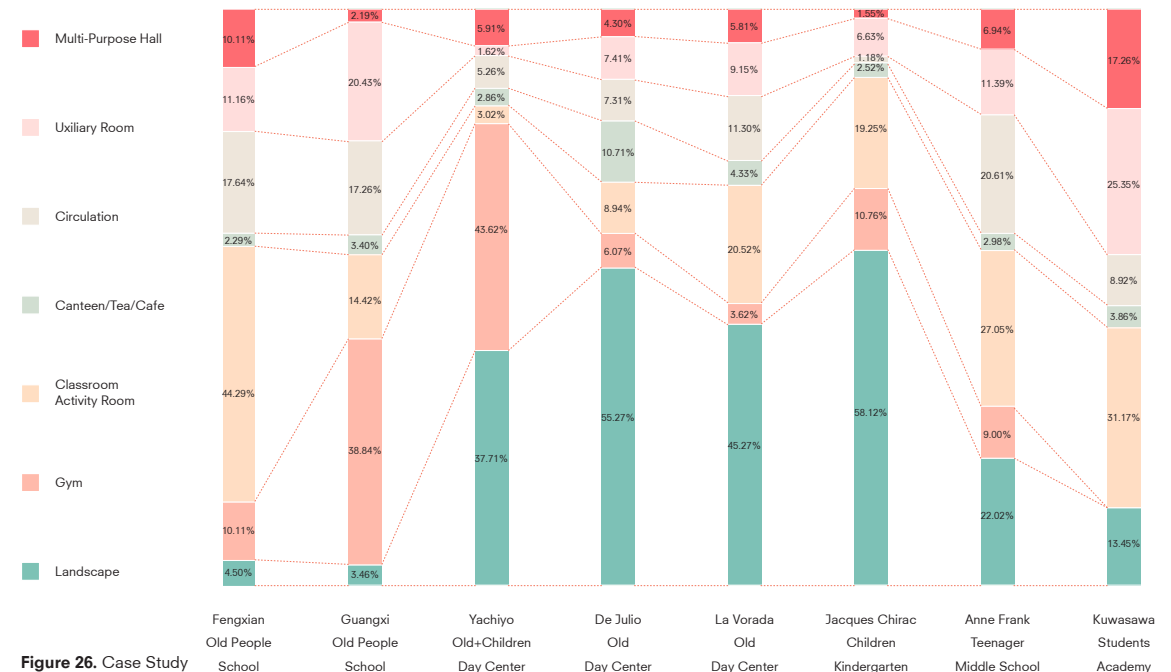 Multi-Purpose Hall
Uxiliary Room
Circulation
Canteen/Tea/Cafe
Classroom
Activity Room
Gym
Landscape
10.11%
11.16%
17.64%
2.29%
44.29%
10.11%
4.50%
2.19%
20.43%
17.26%
3.40%
14.42%
38.84%
3.46%
5.91%
1.62%
5.26%
2.86%
3.02%
43.62%
37.71%
4.30%
7.41%
7.31%
10.71%
8.94%
6.07%
55.27%
5.81%
9.15%
11.30%
4.33%
20.52%
3.62%
45.27%
1.55%
6.63%
1.18%
2.52%
19.25%
10.76%
58.12%
6.94%
11.39%
20.61%
2.98%
27.05%
9.00%
22.02%
17.26%
25.35%
8.92%
3.86%
31.17%
13.45%
Fengxian
Old People
School
Guangxi
Old People
School
Yachiyo
Old+Children
Day Center
De Julio
Old
Day Center
La Vorada
Old
Day Center
Jacques Chirac
Children
Kindergarten
Anne Frank
Teenager
Middle School
Kuwasawa
Students
Academy
Figure 26. Case Study